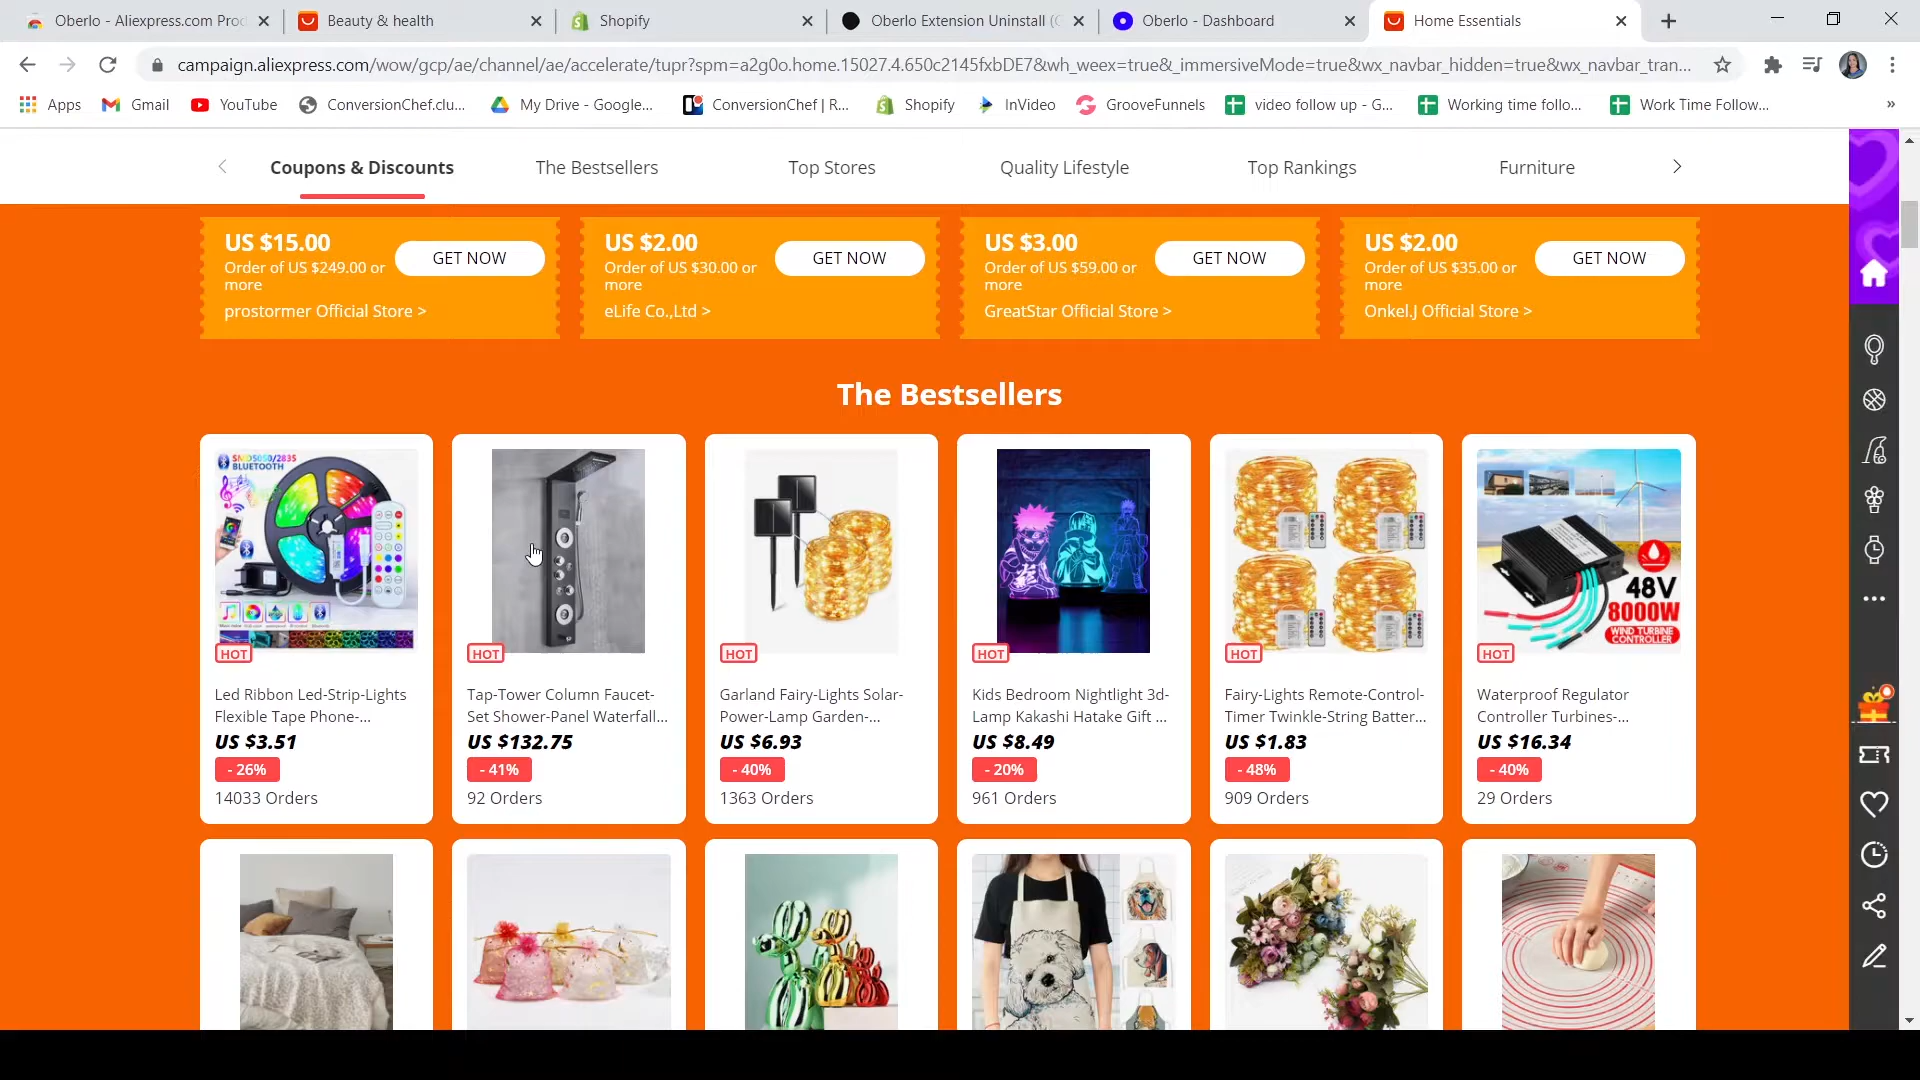 Oberlo - Aliexpress.com Proc
Beauty & health
Shopify
Oberlo Extension Uninstall (C
Oberlo - Dashboard
Home Essentials
campaign.aliexpress.com/wow/gcp/ae/channel/ae/accelerate/tupr?spm=a2g0o.home.15027.4.650c2145fxbDE7&wh_weex=true&_immersiveMode=true&wx_navbar_hidden=true&wx_navbar_tran...
Apps
Gmail
YouTube
ConversionChef.clu...
My Drive - Google...
ConversionChef | R...
Shopify
InVideo
GrooveFunnels
video follow up - G...
Working time follo...
Work Time Follow...
»
Coupons & Discounts
The Bestsellers
Top Stores
Quality Lifestyle
Top Rankings
Furniture
US $15.00
Order of US $249.00 or
more
GET NOW
prostormer Official Store >
US $2.00
Order of US $30.00 or
more
GET NOW
eLife Co.,Ltd >
US $3.00
Order of US $59.00 or
more
GET NOW
GreatStar Official Store >
US $2.00
Order of US $35.00 or
more
GET NOW
Onkel.J Official Store >
The Bestsellers
SMD5050/2835
BLUETOOTH
HOT
Led Ribbon Led-Strip-Lights
Flexible Tape Phone-...
US $3.51
- 26%
14033 Orders
HOT
Tap-Tower Column Faucet-
Set Shower-Panel Waterfall...
US $132.75
- 41%
92 Orders
HOT
Garland Fairy-Lights Solar-
Power-Lamp Garden-...
US $6.93
- 40%
1363 Orders
HOT
Kids Bedroom Nightlight 3d-
Lamp Kakashi Hatake Gift ...
US $8.49
- 20%
961 Orders
HOT
Fairy-Lights Remote-Control-
Timer Twinkle-String Batter...
US $1.83
- 48%
909 Orders
48V
8000W
WIND TURBINE
CONTROLLER
HOT
Waterproof Regulator
Controller Turbines-...
US $16.34
- 40%
29 Orders